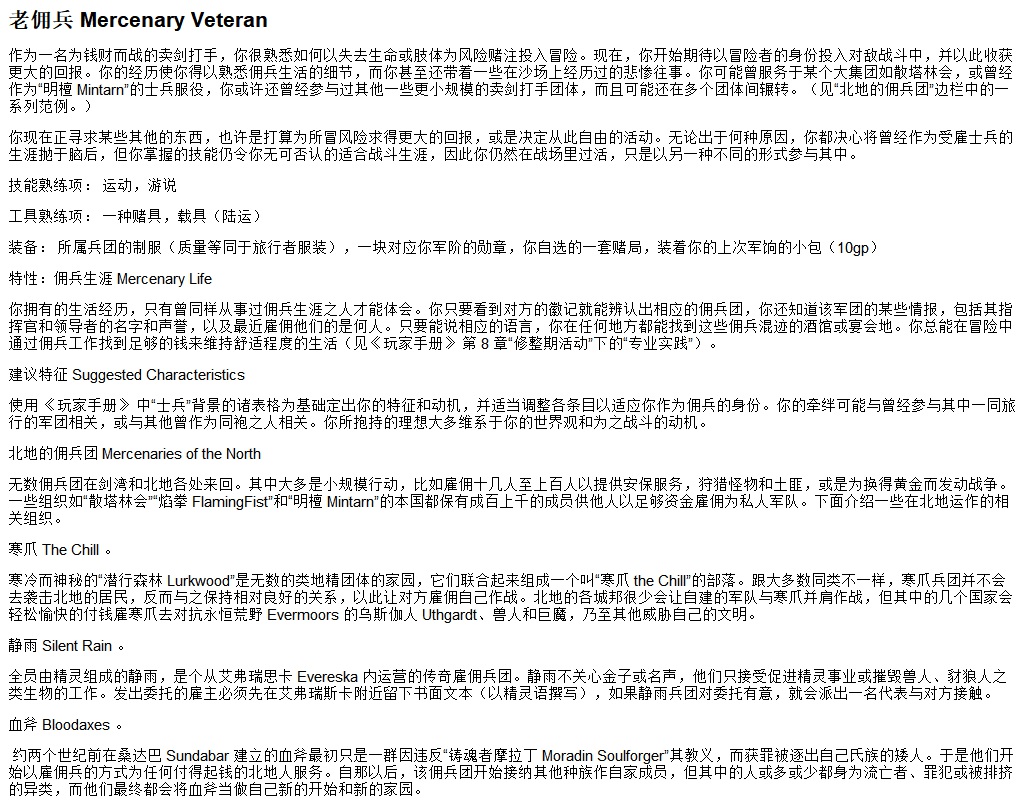 老佣兵 Mercenary Veteran
作为一名为钱财而战的卖剑打手，你很熟悉如何以失去生命或肢体为风险赌注投入冒险。现在，你开始期待以冒险者的身份投入对敌战斗中，并以此收获
更大的回报。你的经历使你得以熟悉佣兵生活的细节，而你甚至还带着一些在沙场上经历过的悲惨往事。你可能曾服务于某个大集团如散塔林会，或曾经
作为“明檀 Mintarn”的士兵服役，你或许还曾经参与过其他一些更小规模的卖剑打手团体，而且可能还在多个团体间辗转。（见“北地的佣兵团”边栏中的一
系列范例。）
你现在正寻求某些其他的东西，也许是打算为所冒风险求得更大的回报，或是决定从此自由的活动。无论出于何种原因，你都决心将曾经作为受雇士兵的
生涯抛于脑后，但你掌握的技能仍令你无可否认的适合战斗生涯，因此你仍然在战场里过活，只是以另一种不同的形式参与其中。
技能熟练项： 运动，游说
工具熟练项： 一种赌具，载具（陆运）
装备： 所属兵团的制服（质量等同于旅行者服装），一块对应你军阶的勋章，你自选的一套赌局，装着你的上次军饷的小包（10gp）
特性：佣兵生涯 Mercenary Life
你拥有的生活经历，只有曾同样从事过佣兵生涯之人才能体会。你只要看到对方的徽记就能辨认出相应的佣兵团，你还知道该军团的某些情报，包括其指
挥官和领导者的名字和声誉，以及最近雇佣他们的是何人。只要能说相应的语言，你在任何地方都能找到这些佣兵混迹的酒馆或宴会地。你总能在冒险中
通过佣兵工作找到足够的钱来维持舒适程度的生活（见《玩家手册》第 8 章“修整期活动”下的“专业实践”）。
建议特征 Suggested Characteristics
使用《玩家手册》中“士兵”背景的诸表格为基础定出你的特征和动机，并适当调整各条目以适应你作为佣兵的身份。你的牵绊可能与曾经参与其中一同旅
行的军团相关，或与其他曾作为同袍之人相关。你所抱持的理想大多维系于你的世界观和为之战斗的动机。
北地的佣兵团 Mercenaries of the North
无数佣兵团在剑湾和北地各处来回。其中大多是小规模行动，比如雇佣十几人至上百人以提供安保服务，狩猎怪物和土匪，或是为换得黄金而发动战争。
一些组织如“散塔林会”“焰拳 FlamingFist”和“明檀 Mintarn”的本国都保有成百上千的成员供他人以足够资金雇佣为私人军队。下面介绍一些在北地运作的相
关组织。
寒爪 The Chill 。
寒冷而神秘的“潜行森林 Lurkwood”是无数的类地精团体的家园，它们联合起来组成一个叫“寒爪 the Chill”的部落。跟大多数同类不一样，寒爪兵团并不会
去袭击北地的居民，反而与之保持相对良好的关系，以此让对方雇佣自己作战。北地的各城邦很少会让自建的军队与寒爪并肩作战，但其中的几个国家会
轻松愉快的付钱雇寒爪去对抗永恒荒野 Evermoors 的乌斯伽人 Uthgardt、兽人和巨魔，乃至其他威胁自己的文明。
静雨 Silent Rain 。
全员由精灵组成的静雨，是个从艾弗瑞思卡 Evereska 内运营的传奇雇佣兵团。静雨不关心金子或名声，他们只接受促进精灵事业或摧毁兽人、豺狼人之
类生物的工作。发出委托的雇主必须先在艾弗瑞斯卡附近留下书面文本（以精灵语撰写），如果静雨兵团对委托有意，就会派出一名代表与对方接触。
血斧 Bloodaxes 。
约两个世纪前在桑达巴 Sundabar 建立的血斧最初只是一群因违反“铸魂者摩拉丁 Moradin Soulforger”其教义，而获罪被逐出自己氏族的矮人。于是他们开
始以雇佣兵的方式为任何付得起钱的北地人服务。自那以后，该佣兵团开始接纳其他种族作自家成员，但其中的人或多或少都身为流亡者、罪犯或被排挤
的异类，而他们最终都会将血斧当做自己新的开始和新的家园。